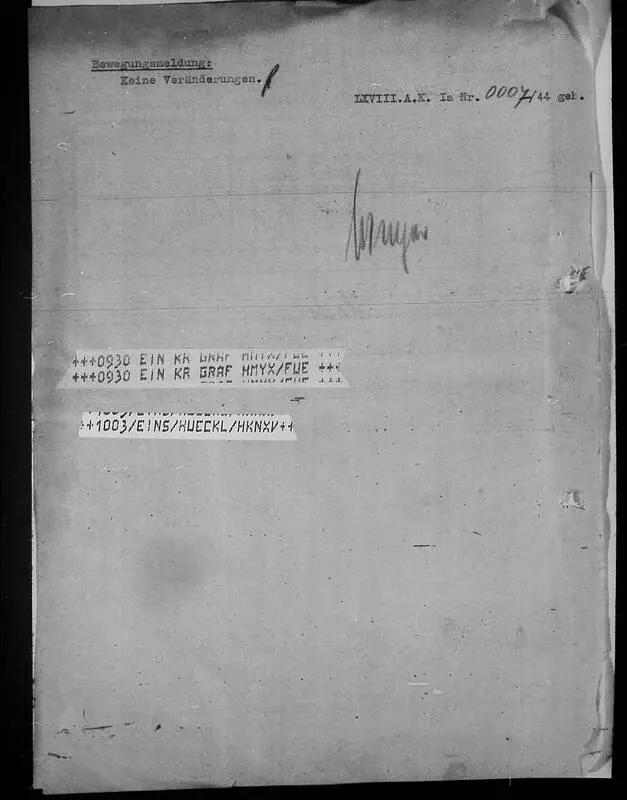 Bewegungsmeldung:
Keine Veränderungen.
LXVIII.A.K. Ia Nr. 0007/44 geh.
+++0930 EIN KR GRAF HMYX/FUE +++
+++0930 EIN KR GRAF HMYX/FUE +++
++1003/EINS/HUECKL/HKNXV++